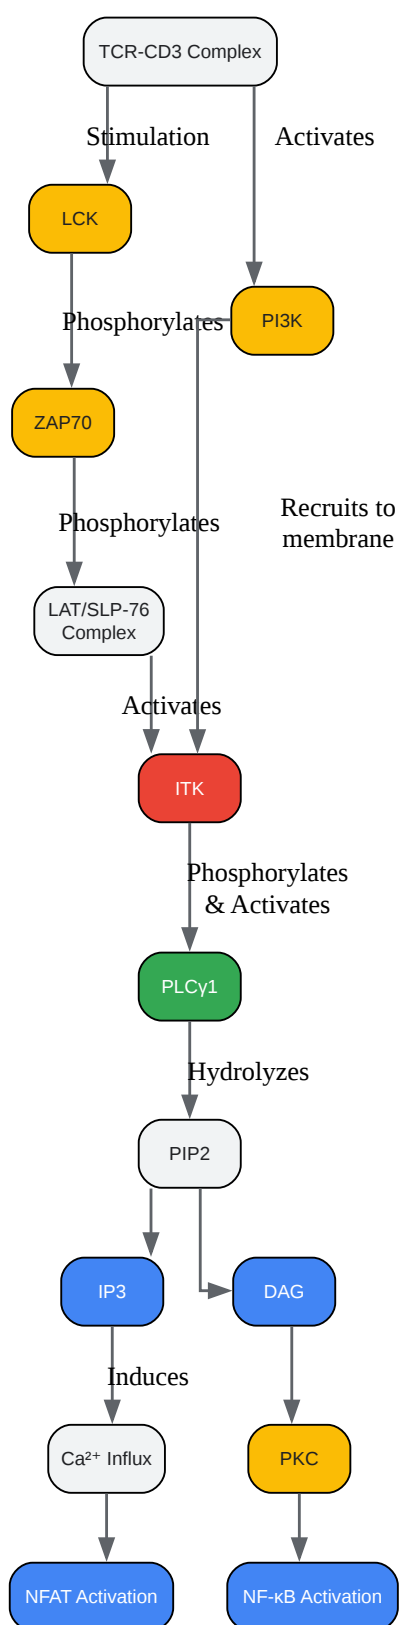 TCR-CD3 Complex
Stimulation
Activates
LCK
Phosphorylates
PI3K
ZAP70
Phosphorylates
Recruits to
membrane
LAT/SLP-76
Complex
Activates
ITK
Phosphorylates
& Activates
PLCγ1
Hydrolyzes
PIP2
IP3
DAG
Induces
Ca²⁺ Influx
PKC
NFAT Activation
NF-κB Activation